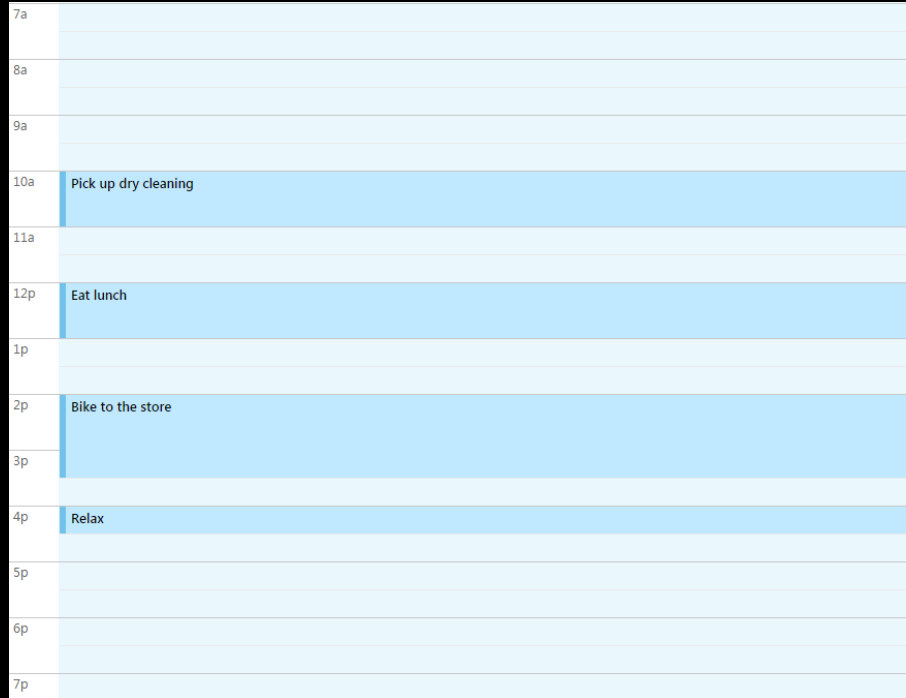 7a
8a
9a
10a Pick up dry cleaning
11a
12p Eat lunch
1p
2p Bike to the store
3p
4p Relax
5p
6p
7p